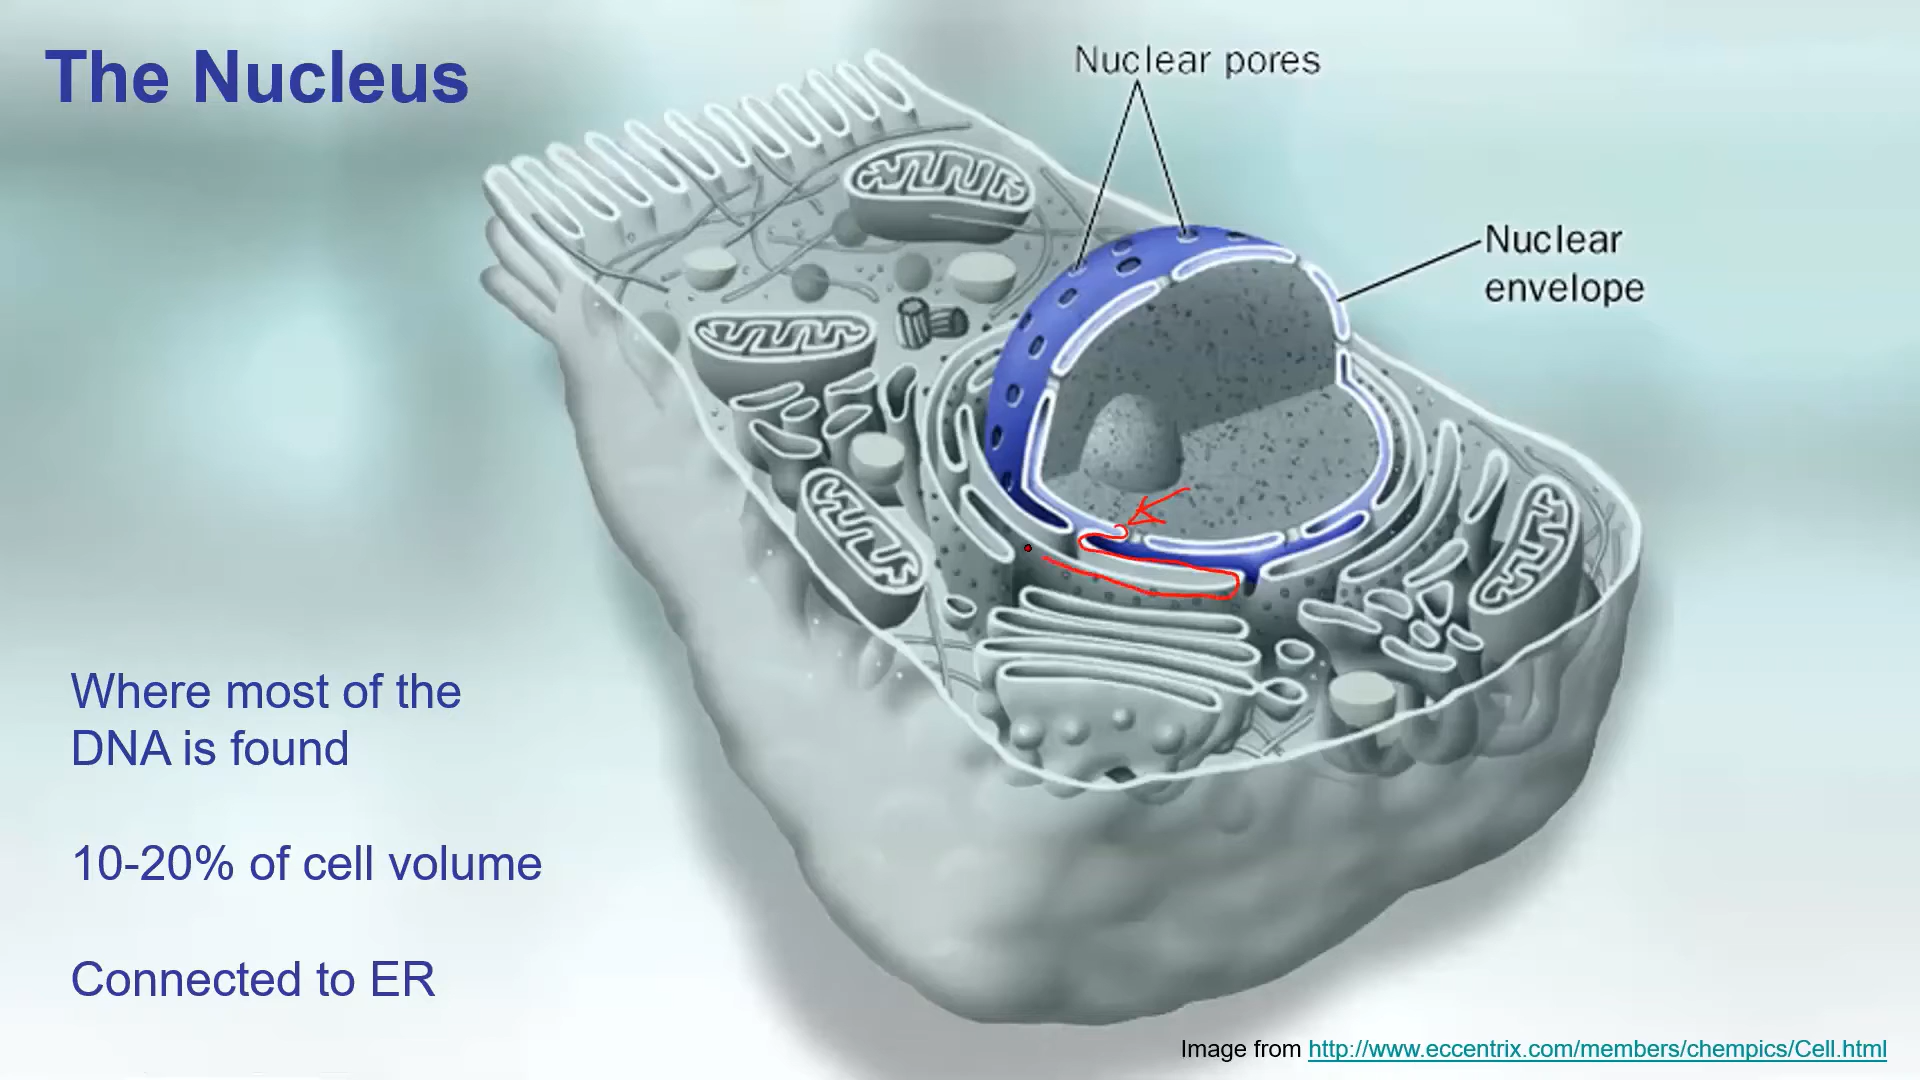 The Nucleus
Nuclear pores
Nuclear
envelope
Where most of the
DNA is found
10-20% of cell volume
Connected to ER
Image from http://www.eccentrix.com/members/chempics/Cell.html